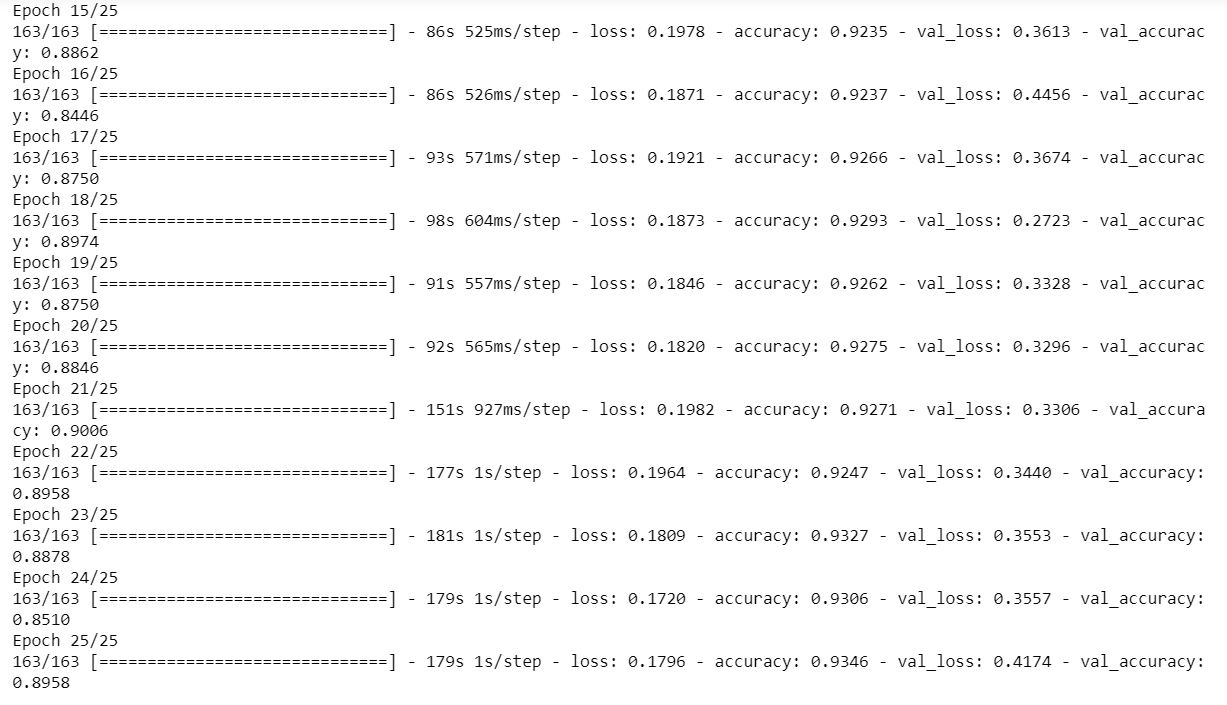 Epoch 15/25
163/163 [==============================] - 86s 525ms/step - loss: 0.1978 - accuracy: 0.9235 - val_loss: 0.3613 - val_accurac
y: 0.8862
Epoch 16/25
163/163 [==============================] - 86s 526ms/step - loss: 0.1871 - accuracy: 0.9237 - val_loss: 0.4456 - val_accurac
y: 0.8446
Epoch 17/25
163/163 [==============================] - 93s 571ms/step - loss: 0.1921 - accuracy: 0.9266 - val_loss: 0.3674 - val_accurac
y: 0.8750
Epoch 18/25
163/163 [==============================] - 98s 604ms/step - loss: 0.1873 - accuracy: 0.9293 - val_loss: 0.2723 - val_accurac
y: 0.8974
Epoch 19/25
163/163 [==============================] - 91s 557ms/step - loss: 0.1846 - accuracy: 0.9262 - val_loss: 0.3328 - val_accurac
y: 0.8750
Epoch 20/25
163/163 [==============================] - 92s 565ms/step - loss: 0.1820 - accuracy: 0.9275 - val_loss: 0.3296 - val_accurac
y: 0.8846
Epoch 21/25
163/163 [==============================] - 151s 927ms/step - loss: 0.1982 - accuracy: 0.9271 - val_loss: 0.3306 - val_accura
cy: 0.9006
Epoch 22/25
163/163 [==============================] - 177s 1s/step - loss: 0.1964 - accuracy: 0.9247 - val_loss: 0.3440 - val_accuracy:
0.8958
Epoch 23/25
163/163 [==============================] - 181s 1s/step - loss: 0.1809 - accuracy: 0.9327 - val_loss: 0.3553 - val_accuracy:
0.8878
Epoch 24/25
163/163 [==============================] - 179s 1s/step - loss: 0.1720 - accuracy: 0.9306 - val_loss: 0.3557 - val_accuracy:
0.8510
Epoch 25/25
163/163 [==============================] - 179s 1s/step - loss: 0.1796 - accuracy: 0.9346 - val_loss: 0.4174 - val_accuracy:
0.8958